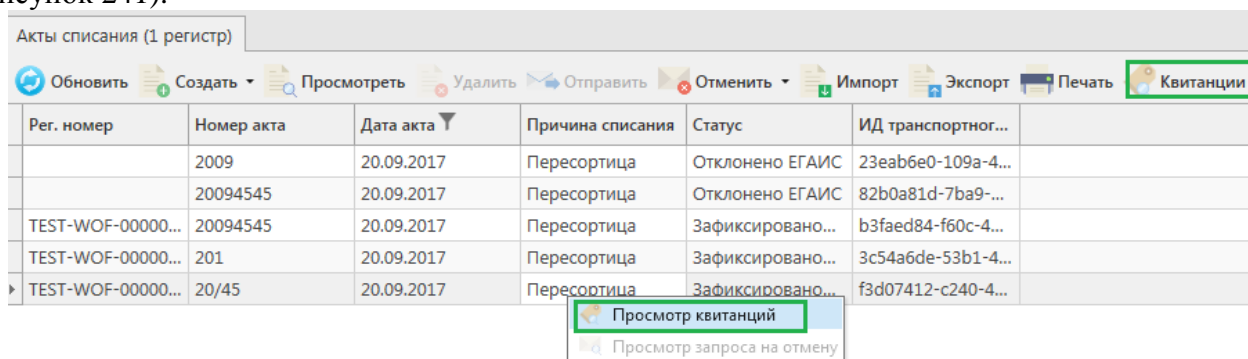 исунок 241).
Акты списания (1 регистр)
Обновить Создать Просмотреть Удалить Отправить Отменить Импорт Экспорт Печать Квитанции
Рег. номер Номер акта Дата акта Причина списания Статус ИД транспортног...
2009 20.09.2017 Пересортица Отклонено ЕГАИС 23eab6e0-109a-4...
20094545 20.09.2017 Пересортица Отклонено ЕГАИС 82b0a81d-7ba9-...
TEST-WOF-00000... 20094545 20.09.2017 Пересортица Зафиксировано... b3faed84-f60c-4...
TEST-WOF-00000... 201 20.09.2017 Пересортица Зафиксировано... 3c54a6de-53b1-4...
TEST-WOF-00000... 20/45 20.09.2017 Пересортица Зафиксировано... f3d07412-c240-4...
Просмотр квитанций
Просмотр запроса на отмену